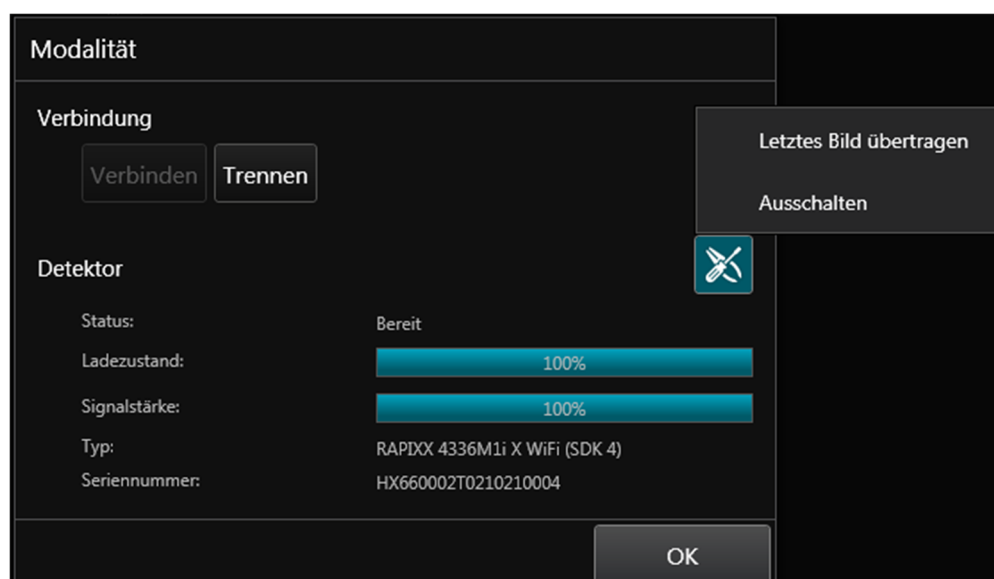 Modalität
Verbindung
Verbinden Trennen
Letztes Bild übertragen
Ausschalten
Detektor
Status: Bereit
Ladezustand: 100%
Signalstärke: 100%
Typ: RAPIXX 4336M1i X WiFi (SDK 4)
Seriennummer: HX660002T0210210004
OK